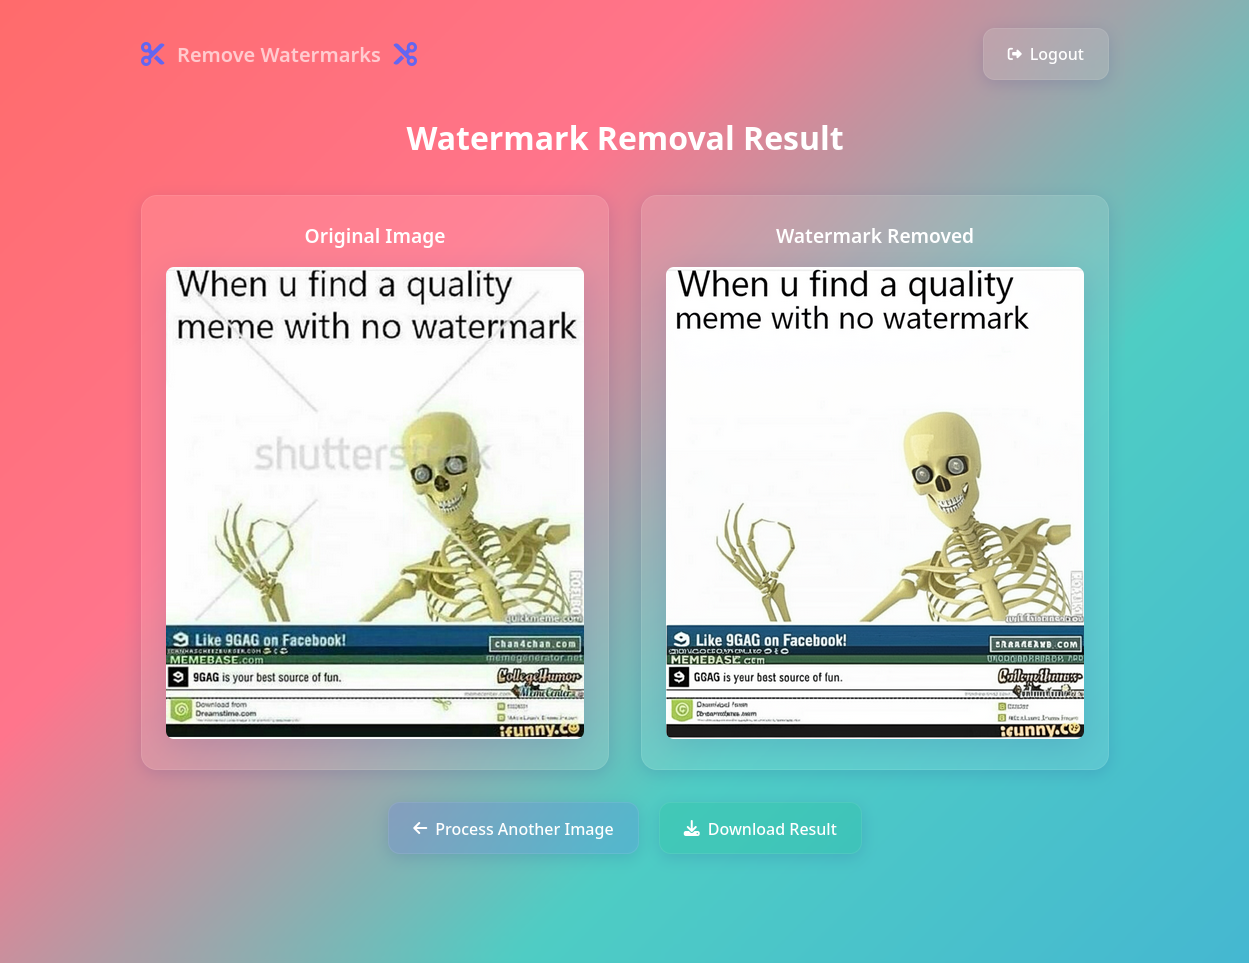 Remove Watermarks
Logout
Watermark Removal Result
Original Image
When u find a quality
meme with no watermark
shutterstock
quickmeme.com
Like 9GAG on Facebook!
chan4chan.com
ICANHASCHEEZBURGER.COM
MEMEBASE.com
memegenerator.net
9GAG is your best source of fun.
CollegeHumor
memecenter.com
MemeCenter
Download from
Dreamstime.com
ifunny.co
Watermark Removed
When u find a quality
meme with no watermark
Like 9GAG on Facebook!
MEMEBASE
GGAG is your best source of fun.
ifunny.co
Process Another Image
Download Result